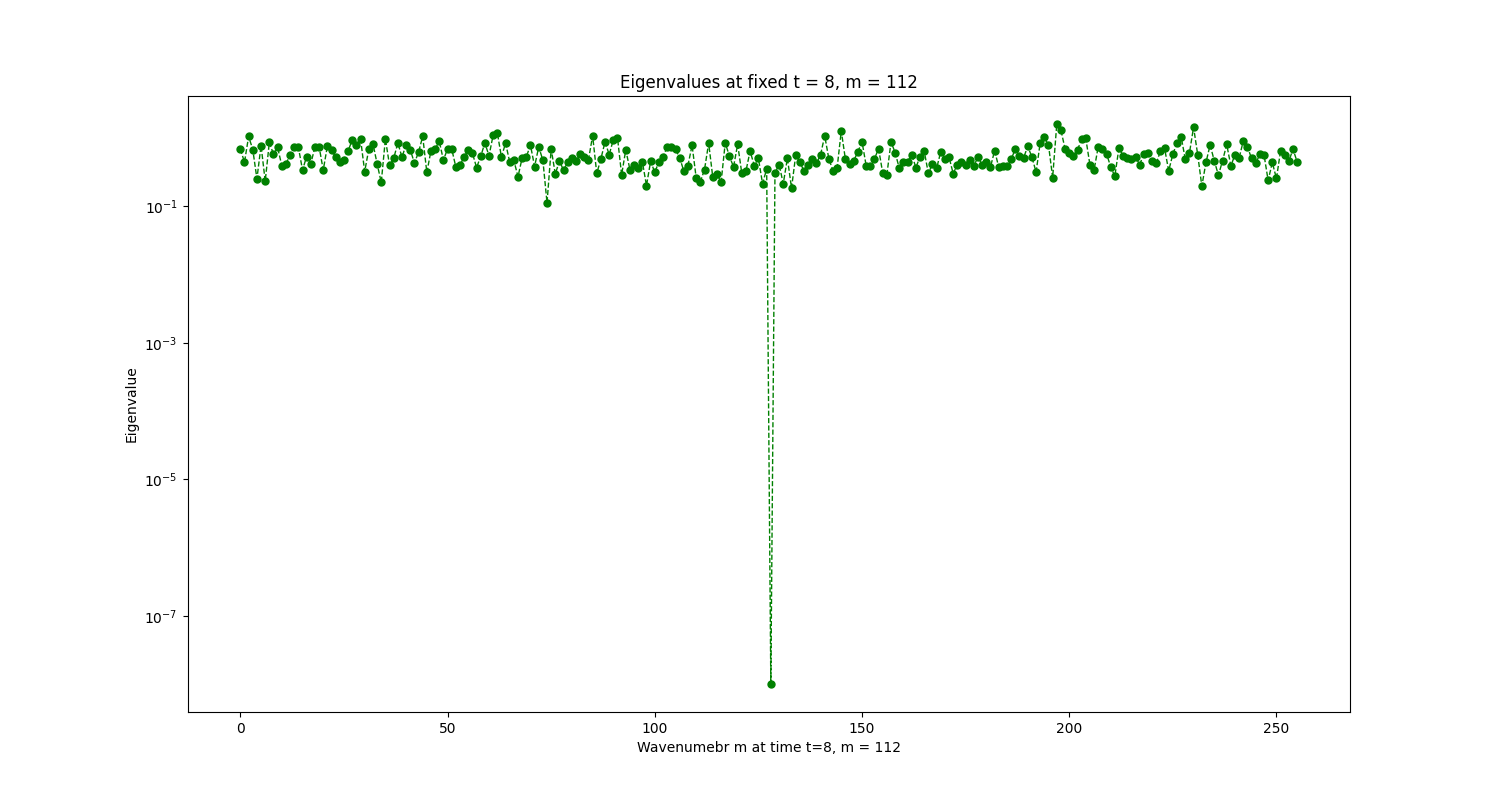 Eigenvalues at fixed t = 8, m = 112
10⁻¹
10⁻³
10⁻⁵
10⁻⁷
Eigenvalue
0 50 100 150 200 250
Wavenumebr m at time t=8, m = 112